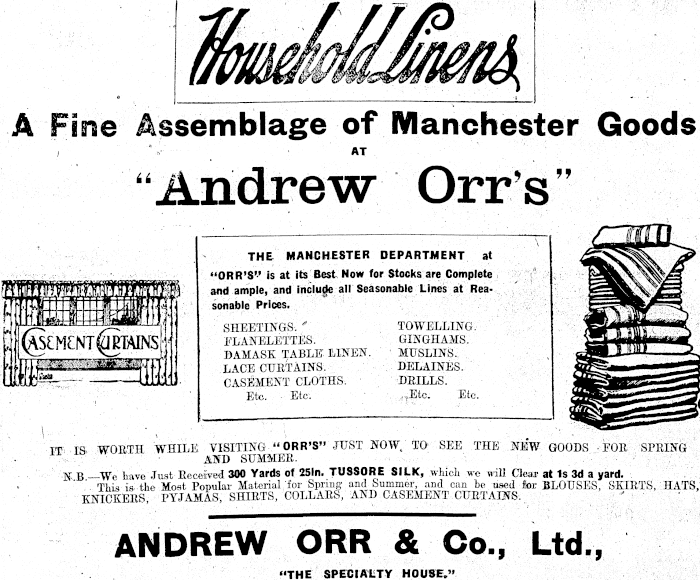 Household Linens
A Fine Assemblage of Manchester Goods
AT
"Andrew Orr's"
THE MANCHESTER DEPARTMENT at
"ORR'S" is at its Best Now for Stocks are Complete
and ample, and include all Seasonable Lines at Rea-
sonable Prices.
SHEETINGS. TOWELLING.
FLANELETTES. GINGHAMS.
DAMASK TABLE LINEN. MUSLINS.
LACE CURTAINS. DELAINES.
CASEMENT CLOTHS. DRILLS.
Etc. Etc. Etc. Etc.
CASEMENT CURTAINS
IT IS WORTH WHILE VISITING "ORR'S" JUST NOW, TO SEE THE NEW GOODS FOR SPRING
AND SUMMER.
N.B.—We have Just Received 300 Yards of 25in. TUSSORE SILK, which we will Clear at 1s 3d a yard.
This is the Most Popular Material for Spring and Summer, and can be used for BLOUSES, SKIRTS, HATS,
KNICKERS, PYJAMAS, SHIRTS, COLLARS, AND CASEMENT CURTAINS.
ANDREW ORR & Co., Ltd.,
"THE SPECIALTY HOUSE."